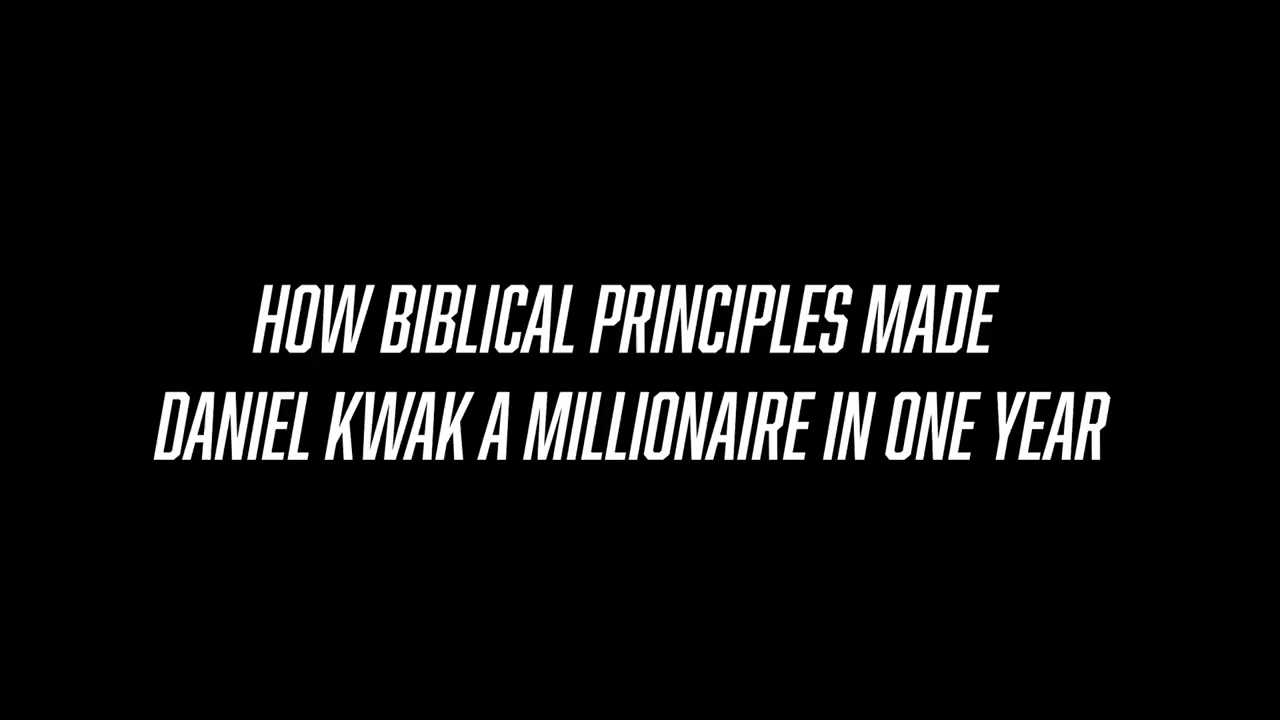 HOW BIBLICAL PRINCIPLES MADE
DANIEL KWAK A MILLIONAIRE IN ONE YEAR